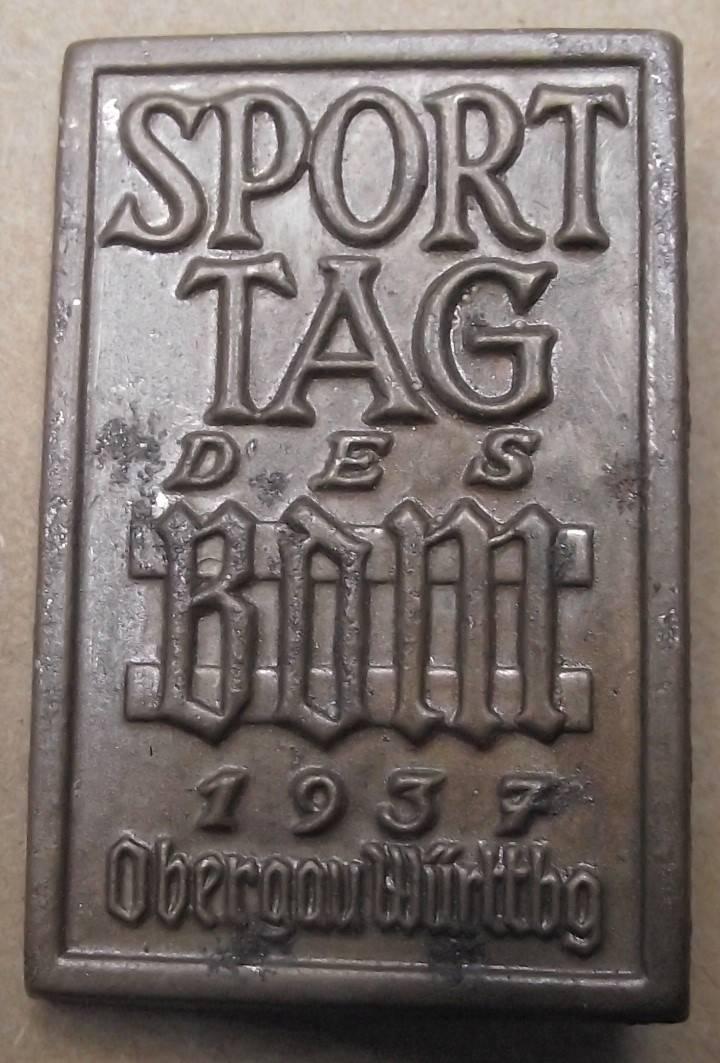 SPORT
TAG
DES
BDM
1937
Obergau Württbg